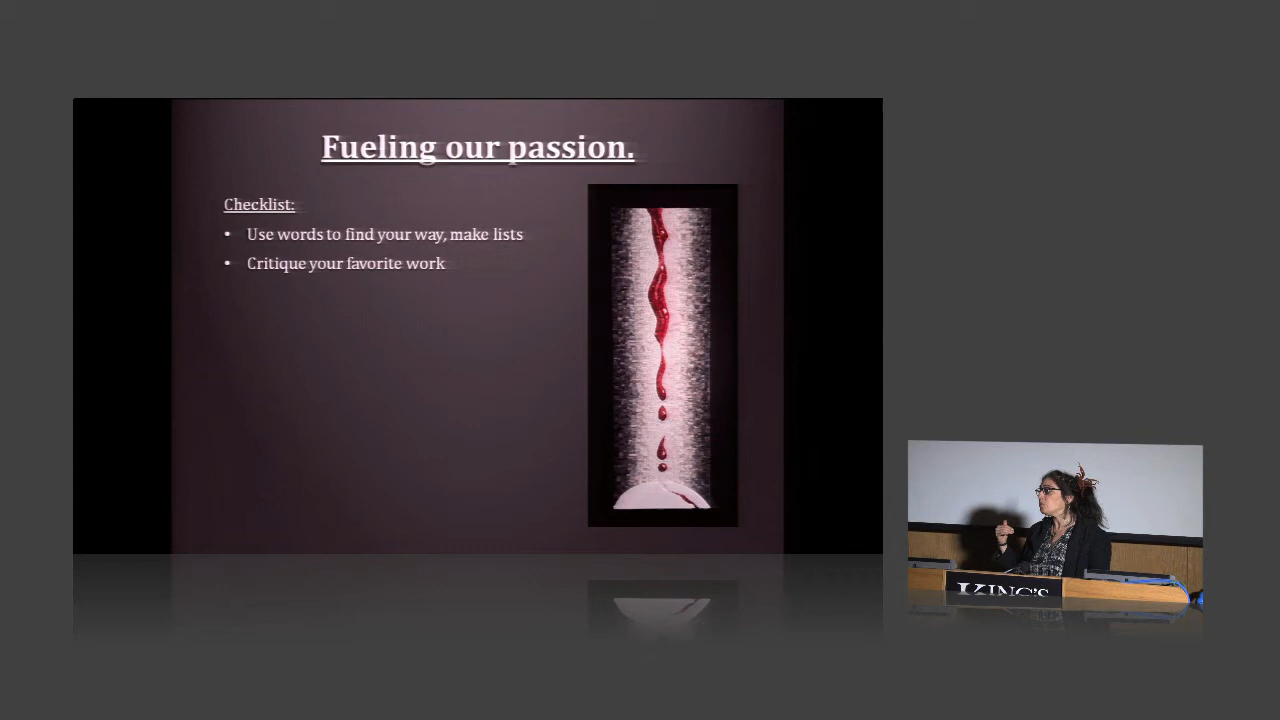 Fueling our passion.
Checklist:
• Use words to find your way, make lists
• Critique your favorite work
KING'S